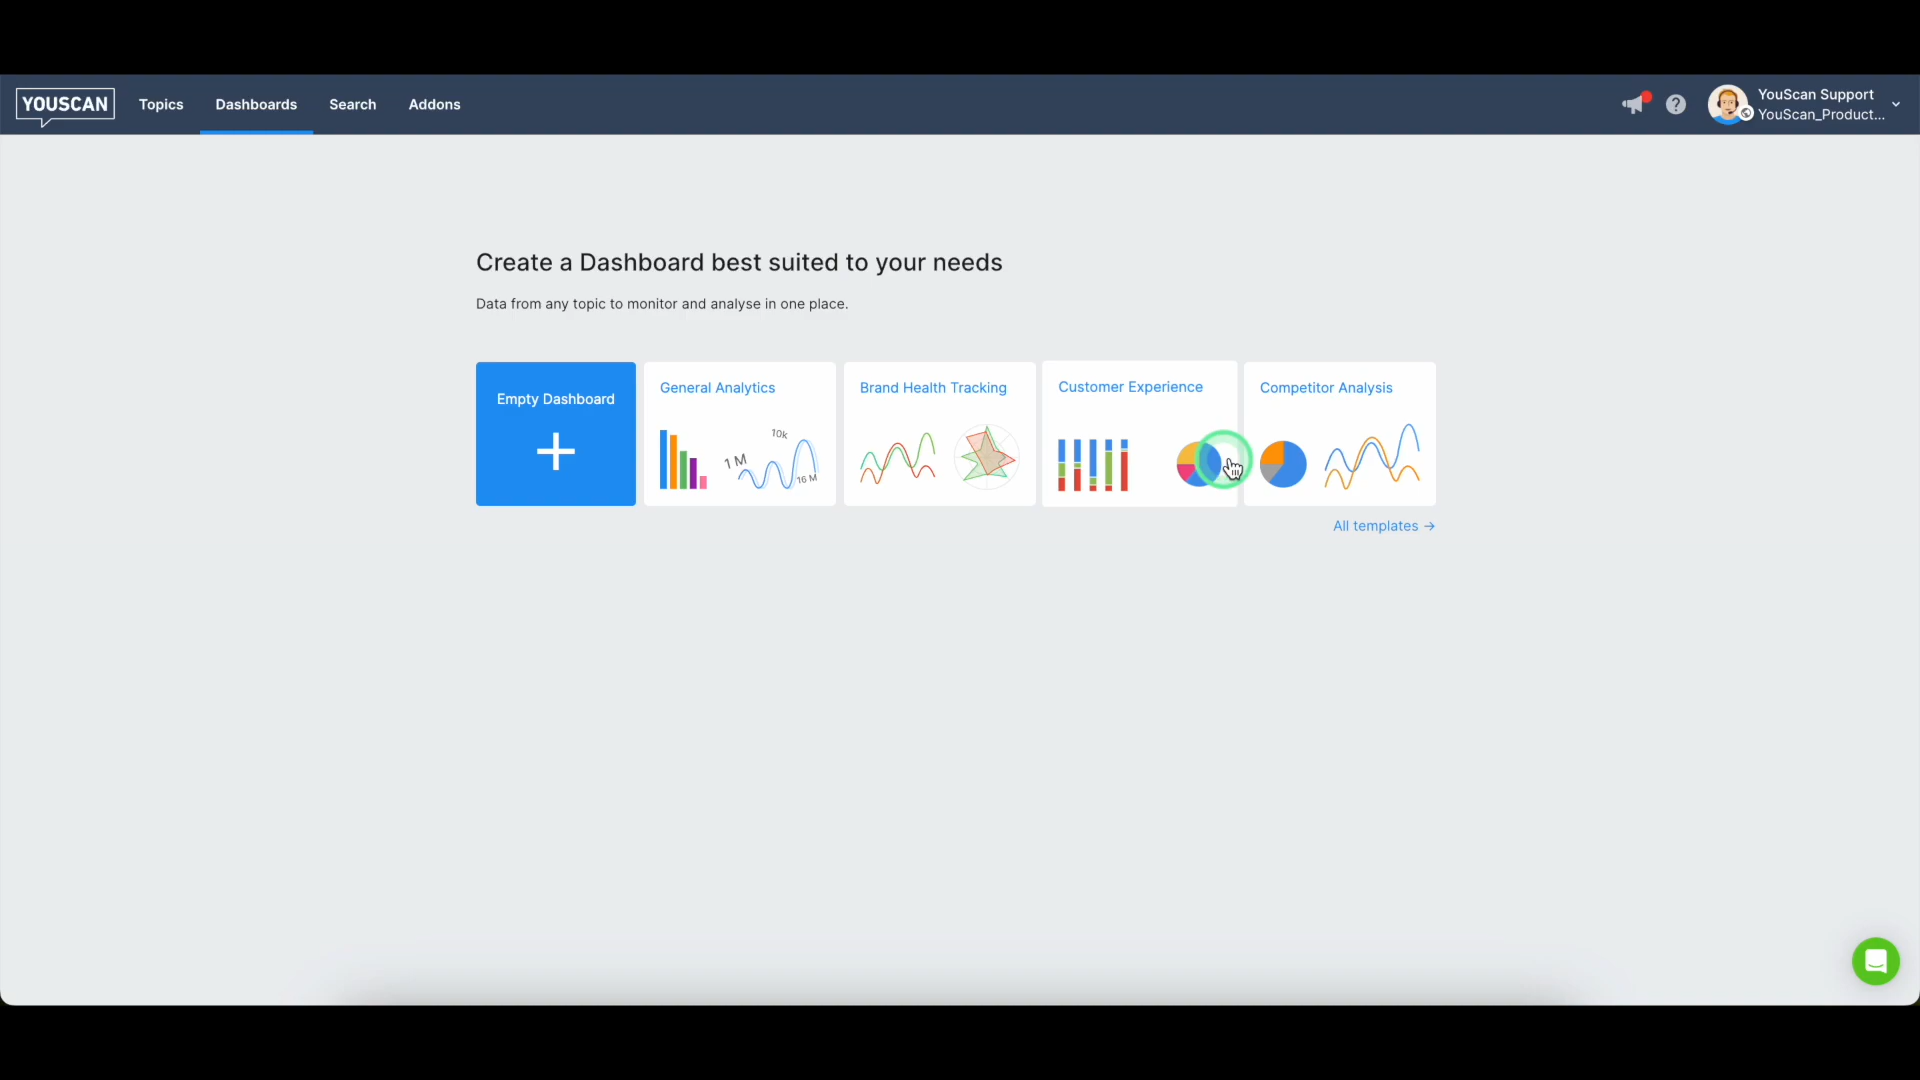 YOUSCAN
Topics
Dashboards
Search
Addons
YouScan Support
YouScan_Product...
Create a Dashboard best suited to your needs
Data from any topic to monitor and analyse in one place.
Empty Dashboard
General Analytics
10k
1 M
16 M
Brand Health Tracking
Customer Experience
Competitor Analysis
All templates →